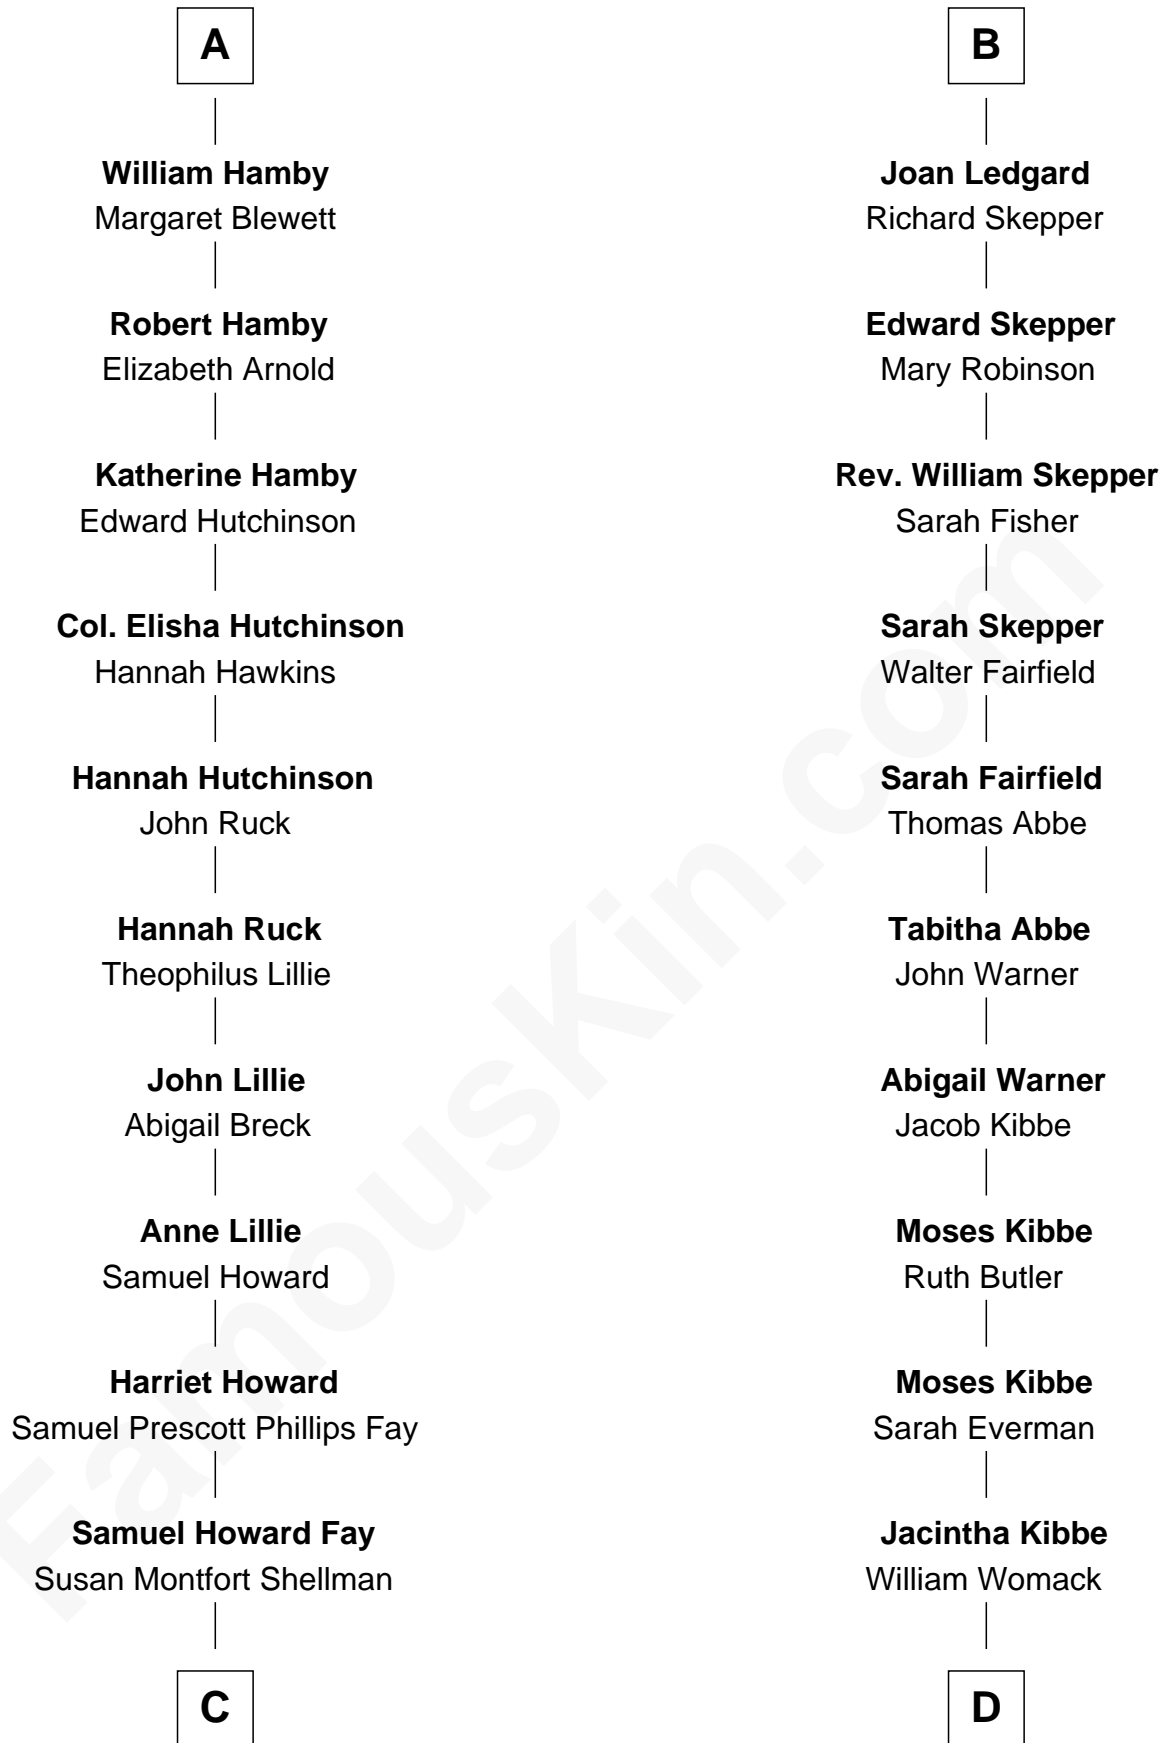 A
William Hamby
Margaret Blewett
Robert Hamby
Elizabeth Arnold
Katherine Hamby
Edward Hutchinson
Col. Elisha Hutchinson
Hannah Hawkins
Hannah Hutchinson
John Ruck
Hannah Ruck
Theophilus Lillie
John Lillie
Abigail Breck
Anne Lillie
Samuel Howard
Harriet Howard
Samuel Prescott Phillips Fay
Samuel Howard Fay
Susan Montfort Shellman
C
B
Joan Ledgard
Richard Skepper
Edward Skepper
Mary Robinson
Rev. William Skepper
Sarah Fisher
Sarah Skepper
Walter Fairfield
Sarah Fairfield
Thomas Abbe
Tabitha Abbe
John Warner
Abigail Warner
Jacob Kibbe
Moses Kibbe
Ruth Butler
Moses Kibbe
Sarah Everman
Jacintha Kibbe
William Womack
D
FamousKin.com